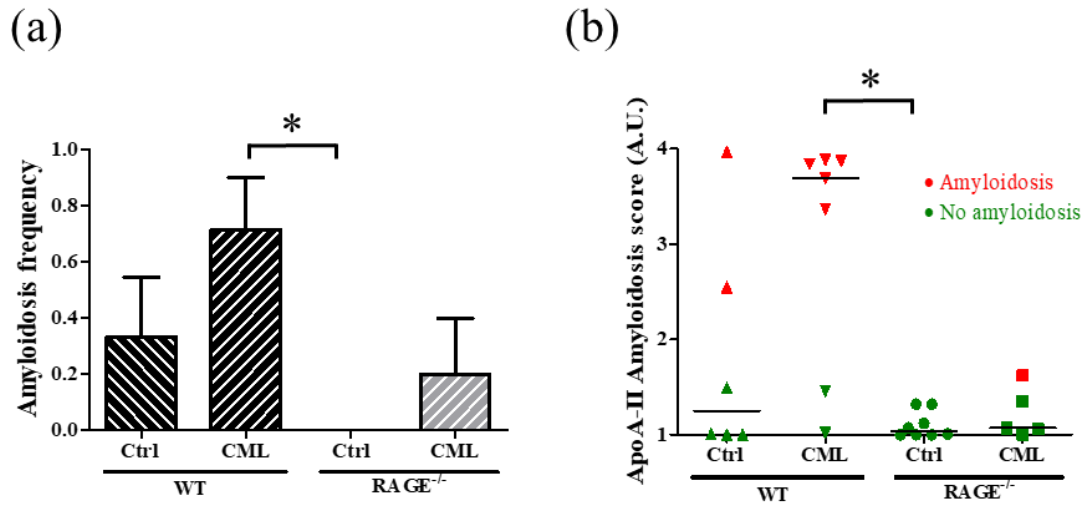 (a)
*
Amyloidosis frequency
1.0
0.8
0.6
0.4
0.2
0.0
Ctrl CML Ctrl CML
WT RAGE-/-
(b)
*
ApoA-II Amyloidosis score (A.U.)
4
3
2
1
• Amyloidosis
• No amyloidosis
Ctrl CML Ctrl CML
WT RAGE-/-